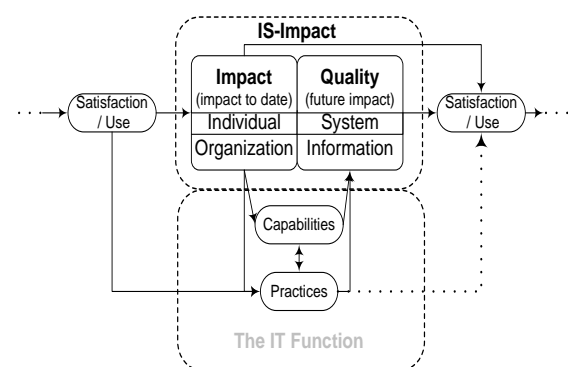 IS-Impact
Impact
(impact to date)
Individual
Organization
Quality
(future impact)
System
Information
Satisfaction
/ Use
Satisfaction
/ Use
Capabilities
Practices
The IT Function